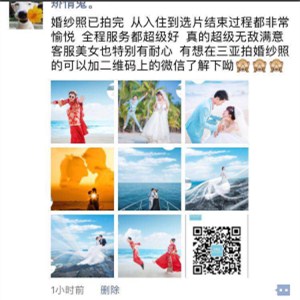 矫情鬼。
婚纱照已拍完 从入住到选片结束过程都非常
愉悦 全程服务都超级好 真的超级无敌满意
客服美女也特别有耐心 有想在三亚拍婚纱照
的可以加二维码上的微信了解下呦
1小时前 删除